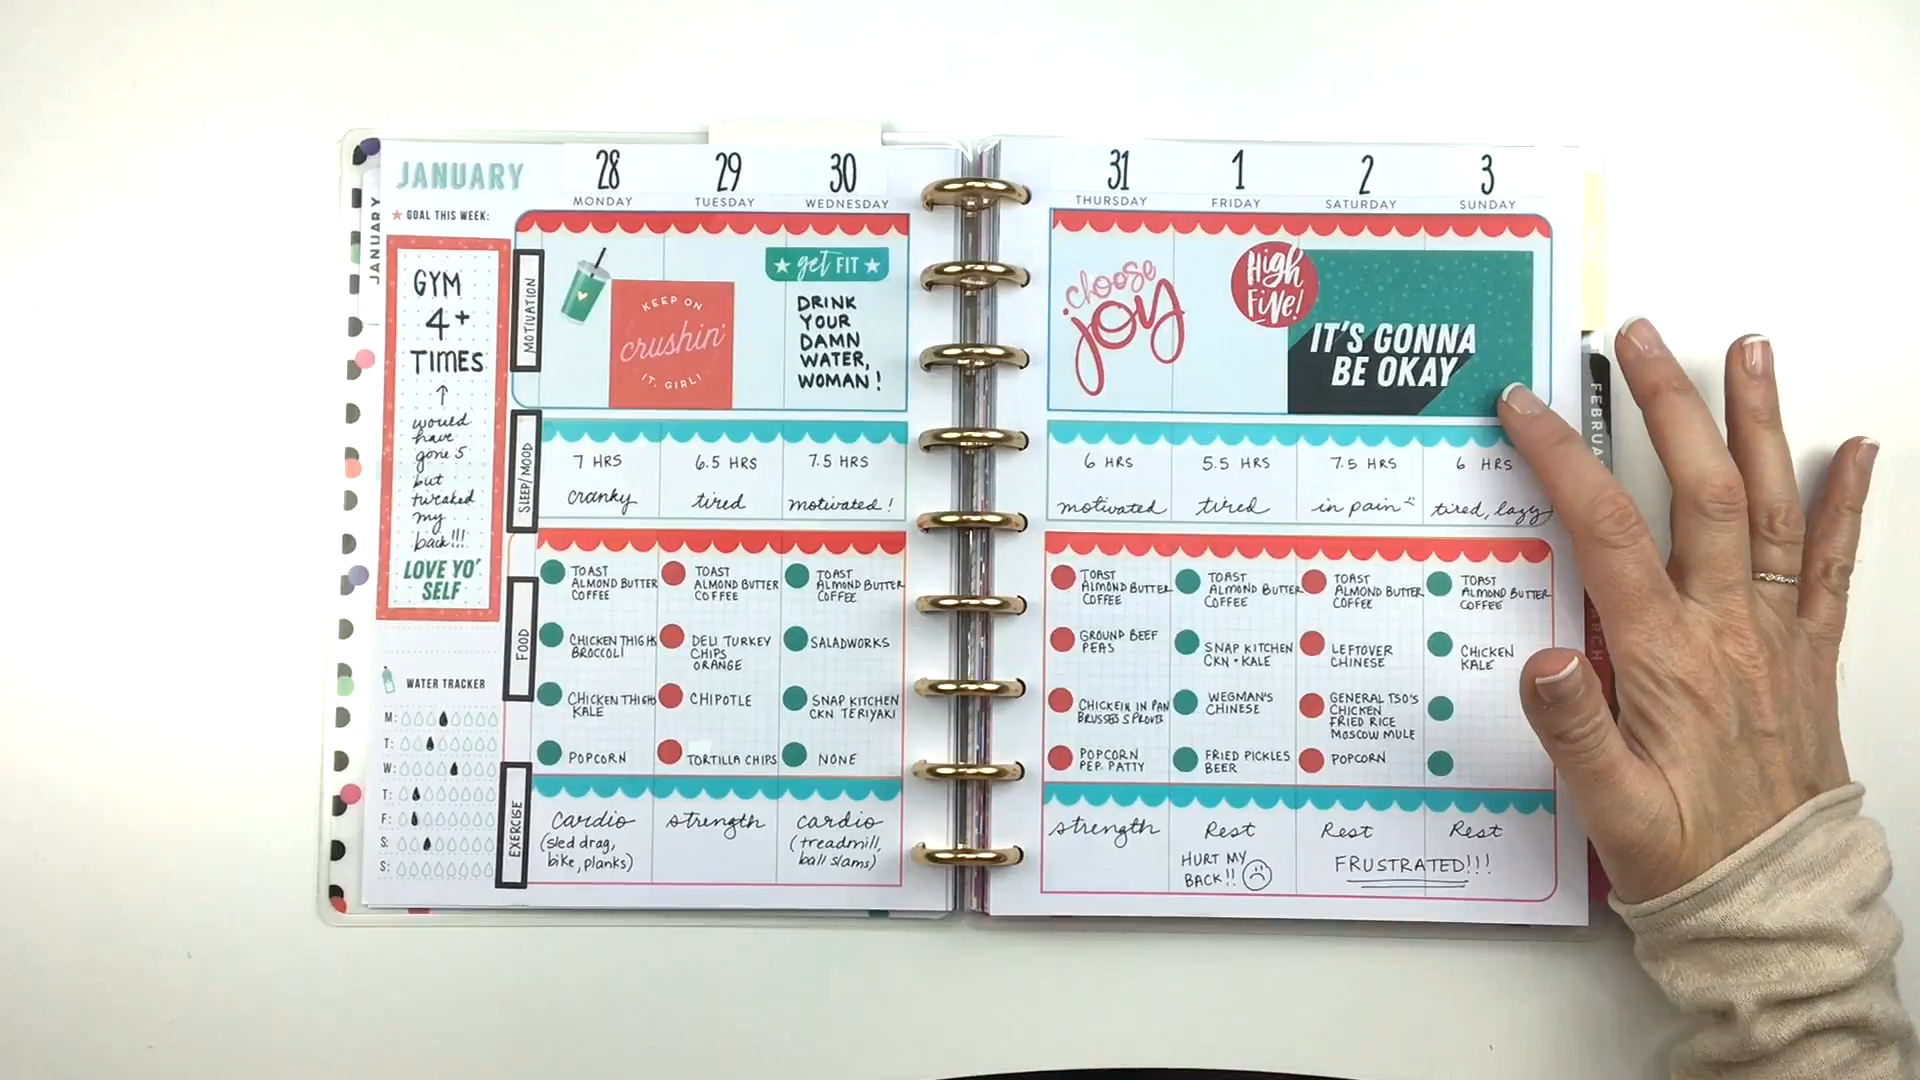 JANUARY
28
MONDAY
29
TUESDAY
30
WEDNESDAY
JANUARY
★ GOAL THIS WEEK:
GYM
4+
TIMES
would
have
gone 5
but
tweaked
my
back!!!
LOVE YO'
SELF
WATER TRACKER
M:
T:
W:
T:
F:
S:
S:
MOTIVATION
KEEP ON
crushin'
IT, GIRL!
★ get FIT ★
DRINK
YOUR
DAMN
WATER,
WOMAN!
SLEEP/MOOD
7 HRS
cranky
6.5 HRS
tired
7.5 HRS
motivated!
FOOD
TOAST
ALMOND BUTTER
COFFEE
CHICKEN THIGHS
BROCCOLI
CHICKEN THIGHS
KALE
POPCORN
TOAST
ALMOND BUTTER
COFFEE
DELI TURKEY
CHIPS
ORANGE
CHIPOTLE
TORTILLA CHIPS
TOAST
ALMOND BUTTER
COFFEE
SALADWORKS
SNAP KITCHEN
CKN TERIYAKI
NONE
EXERCISE
cardio
(sled drag,
bike, planks)
strength
cardio
(treadmill,
ball slams)
31
THURSDAY
1
FRIDAY
2
SATURDAY
3
SUNDAY
choose
joy
High
FiVe!
IT'S GONNA
BE OKAY
6 HRS
motivated
5.5 HRS
tired
7.5 HRS
in pain
6 HRS
tired, lazy
TOAST
ALMOND BUTTER
COFFEE
GROUND BEEF
PEAS
CHICKEIN IN PAN
BRUSSES SPROUTS
POPCORN
PEP. PATTY
TOAST
ALMOND BUTTER
COFFEE
SNAP KITCHEN
CKN + KALE
WEGMAN'S
CHINESE
FRIED PICKLES
BEER
TOAST
ALMOND BUTTER
COFFEE
LEFTOVER
CHINESE
GENERAL TSO'S
CHICKEN
FRIED RICE
MOSCOW MULE
POPCORN
TOAST
ALMOND BUTTER
COFFEE
CHICKEN
KALE
strength
Rest
HURT MY
BACK!!
Rest
Rest
FRUSTRATED!!!